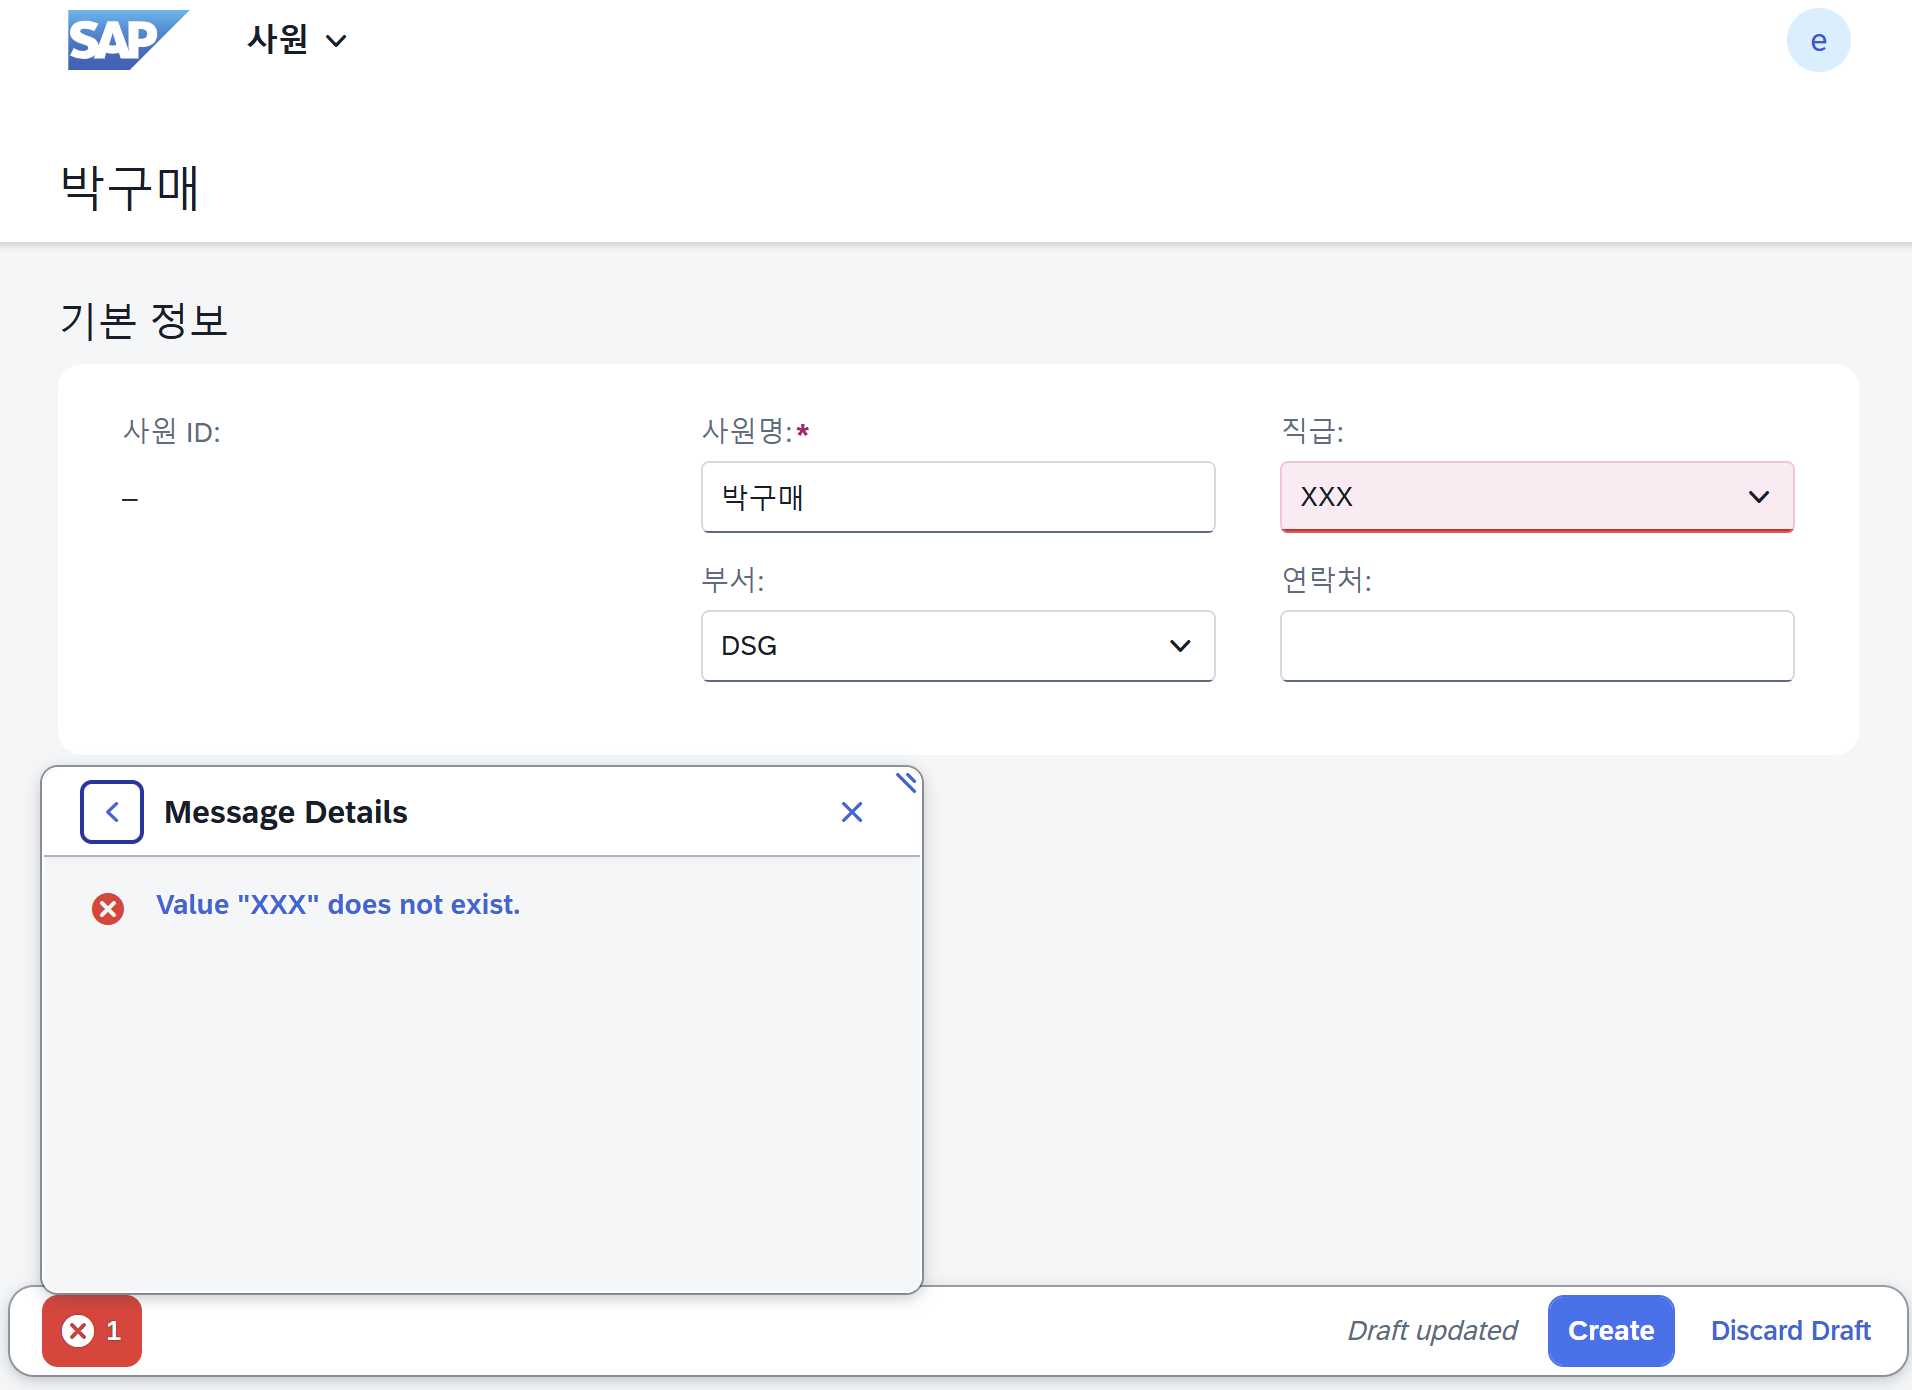 SAP
사원
e
박구매
기본 정보
사원 ID:
–
사원명:*
박구매
직급:
XXX
부서:
DSG
연락처:
Message Details
Value "XXX" does not exist.
1
Draft updated
Create
Discard Draft